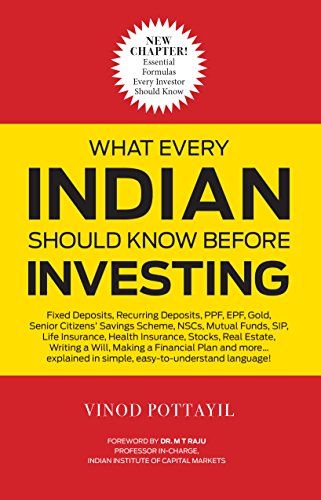 NEW
CHAPTER!
Essential
Formulas
Every Investor
Should Know
WHAT EVERY
INDIAN
SHOULD KNOW BEFORE
INVESTING
Fixed Deposits, Recurring Deposits, PPF, EPF, Gold,
Senior Citizens' Savings Scheme, NSCs, Mutual Funds, SIP,
Life Insurance, Health Insurance, Stocks, Real Estate,
Writing a Will, Making a Financial Plan and more...
explained in simple, easy-to-understand language!
VINOD POTTAYIL
FOREWORD BY DR. M T RAJU
PROFESSOR IN-CHARGE,
INDIAN INSTITUTE OF CAPITAL MARKETS